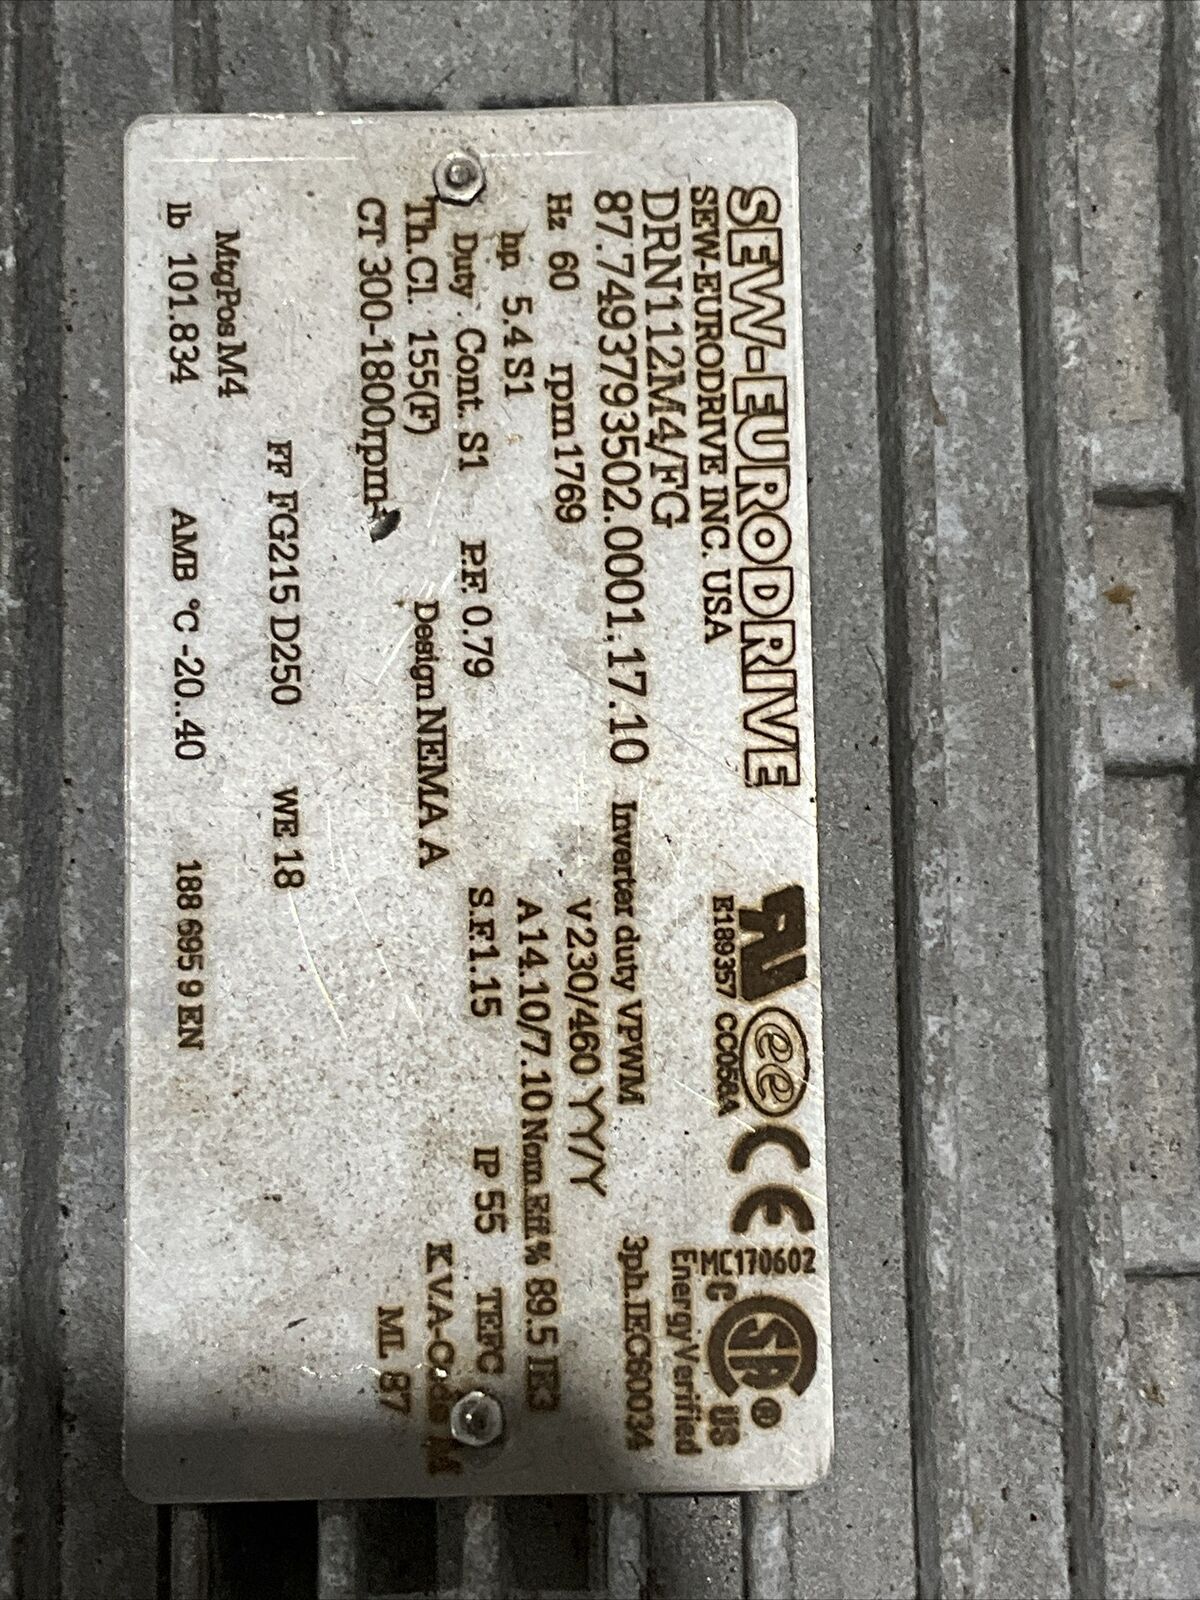 SEW-EURODRIVE
SEW-EURODRIVE INC. USA
E189357 CC056A
EMC170602
C US ®
Energy Verified
DRN112M4/FG
87.7493793502.0001.17.10 Inverter duty VPWM 3ph.IEC60034
Hz 60 rpm 1769 V 230/460 YY/Y
hp 5.4 S1 A 14.10/7.10 Nom.Eff.% 89.5 IE3
Duty Cont. S1 P.F. 0.79 S.F. 1.15 IP 55 TEFC
Th.Cl. 155(F) Design NEMA A KVA-Code M
CT 300-1800rpm ML 87
FF FG215 D250 WE 18
MtgPos M4
lb 101.834 AMB °C -20..40 188 695 9 EN